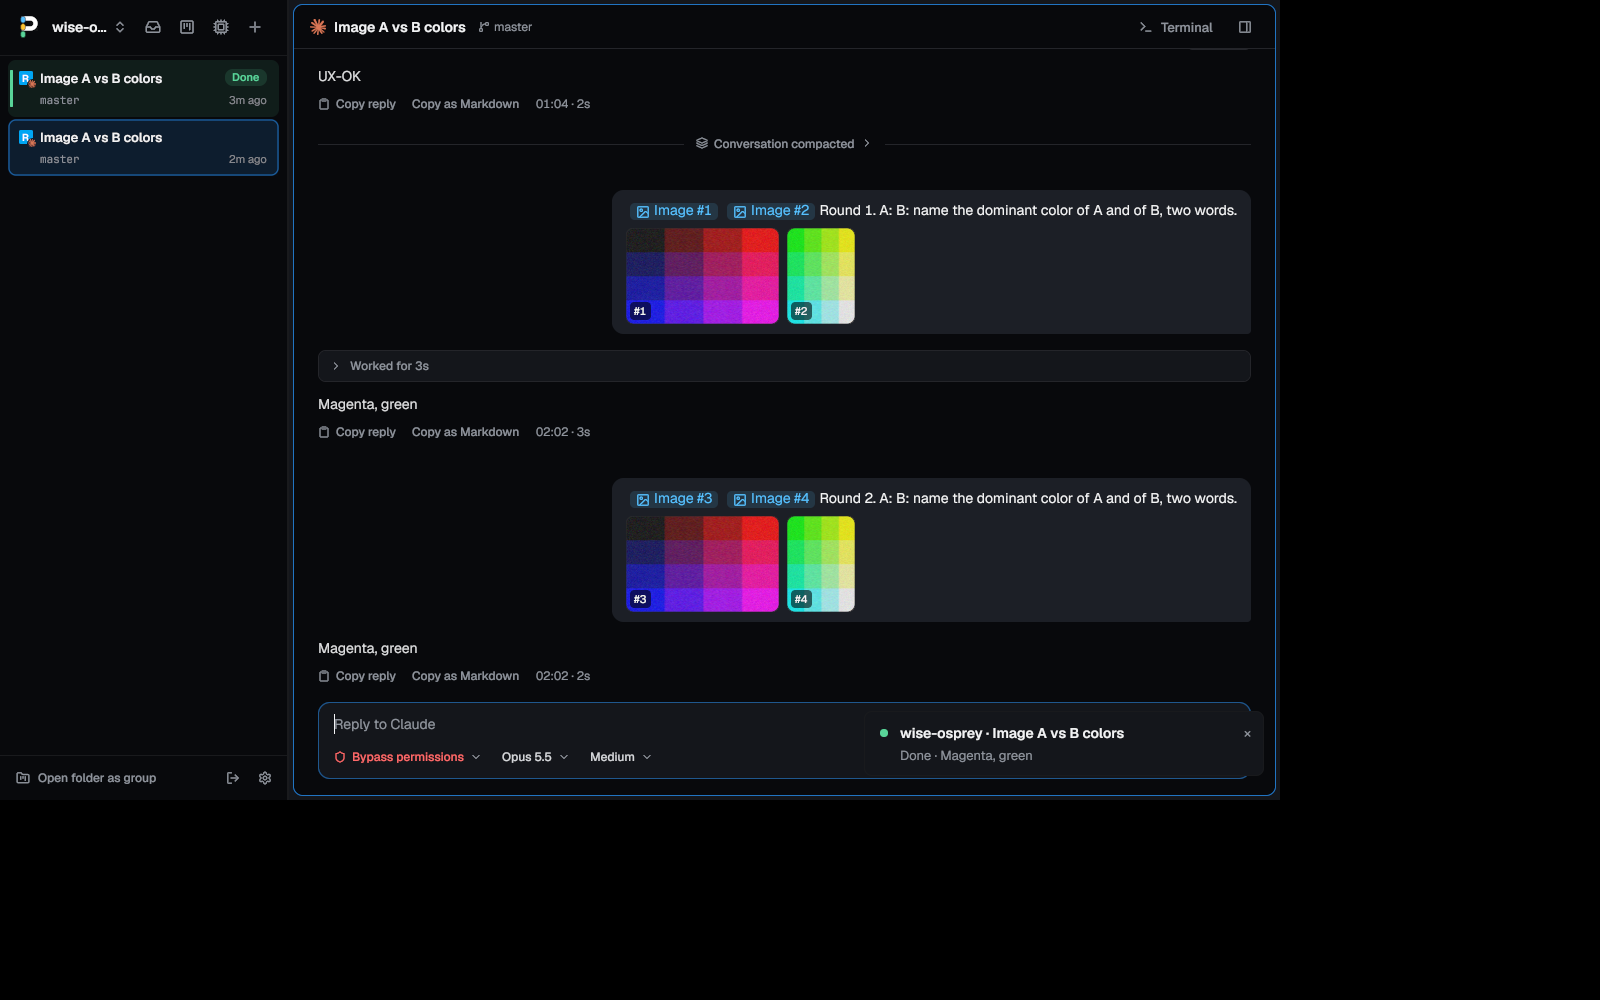 wise-o...
Image A vs B colors
Done
master
3m ago
Image A vs B colors
master
2m ago
Open folder as group
Image A vs B colors
master
Terminal
UX-OK
Copy reply Copy as Markdown 01:04 · 2s
Conversation compacted
Image #1 Image #2 Round 1. A: B: name the dominant color of A and of B, two words.
#1 #2
Worked for 3s
Magenta, green
Copy reply Copy as Markdown 02:02 · 3s
Image #3 Image #4 Round 2. A: B: name the dominant color of A and of B, two words.
#3 #4
Magenta, green
Copy reply Copy as Markdown 02:02 · 2s
Reply to Claude
Bypass permissions Opus 5.5 Medium
wise-osprey · Image A vs B colors
Done · Magenta, green